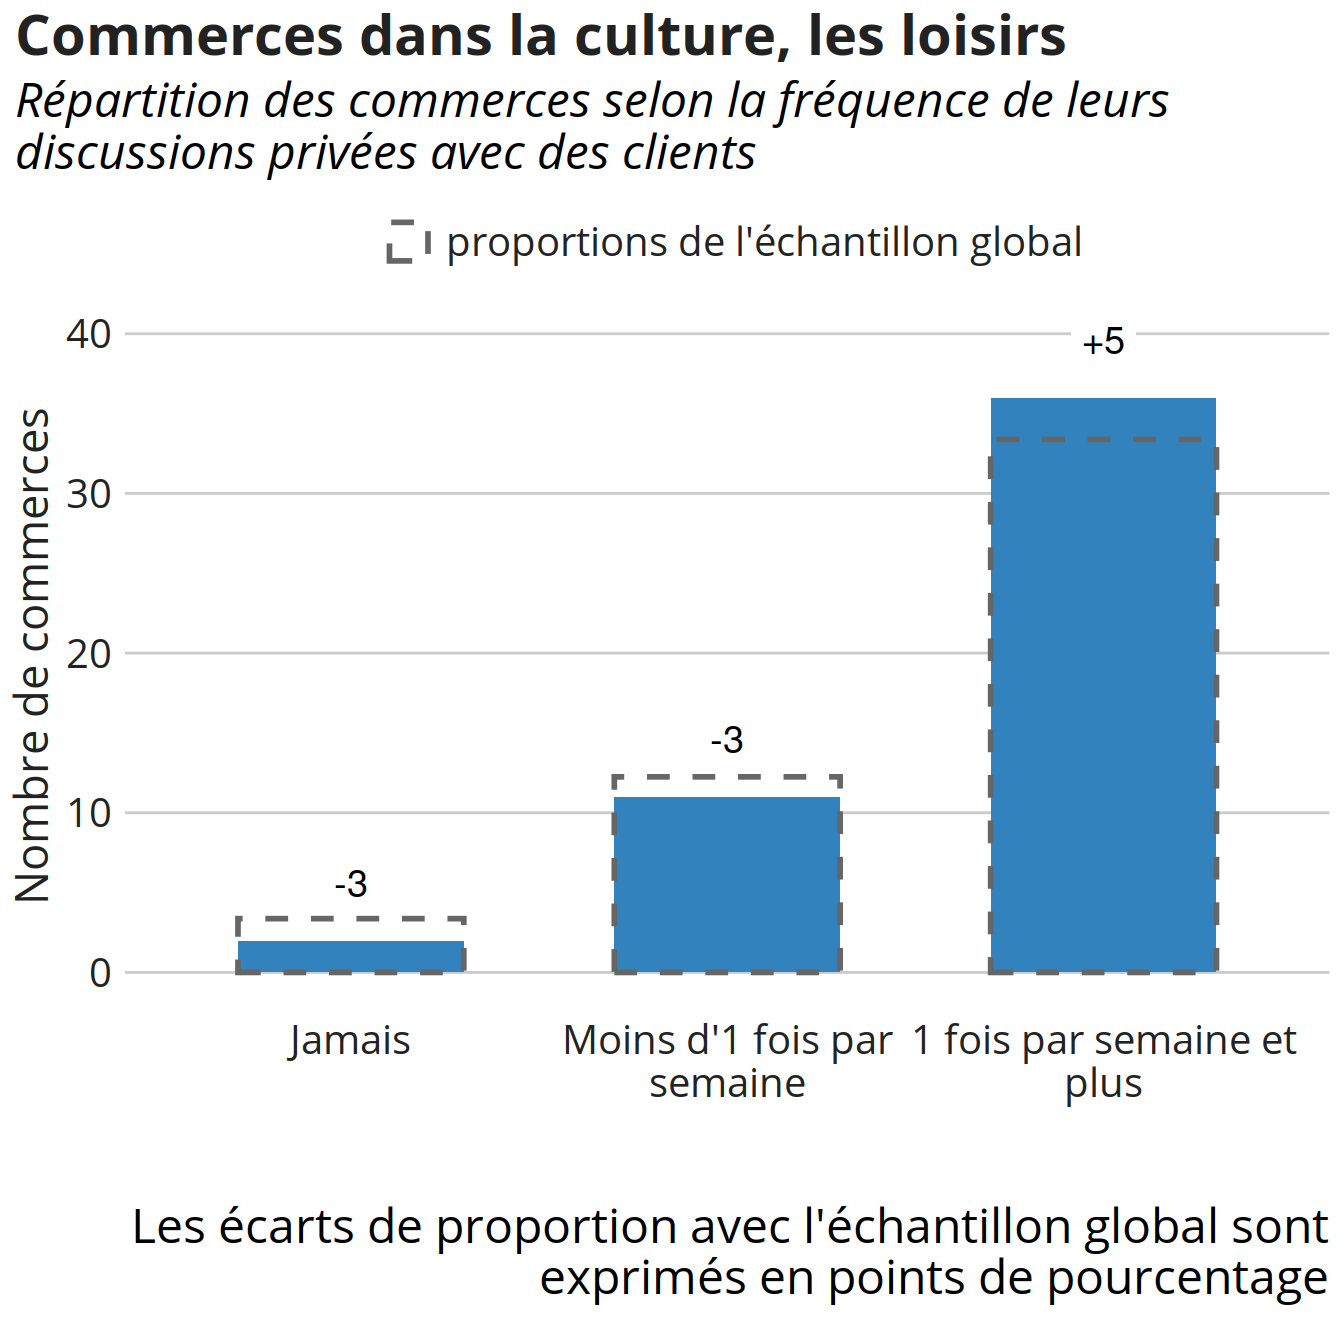 Commerces dans la culture, les loisirs
Répartition des commerces selon la fréquence de leurs
discussions privées avec des clients
proportions de l'échantillon global
Nombre de commerces
40
30
20
10
0
-3
-3
+5
Jamais
Moins d'1 fois par
semaine
1 fois par semaine et
plus
Les écarts de proportion avec l'échantillon global sont
exprimés en points de pourcentage